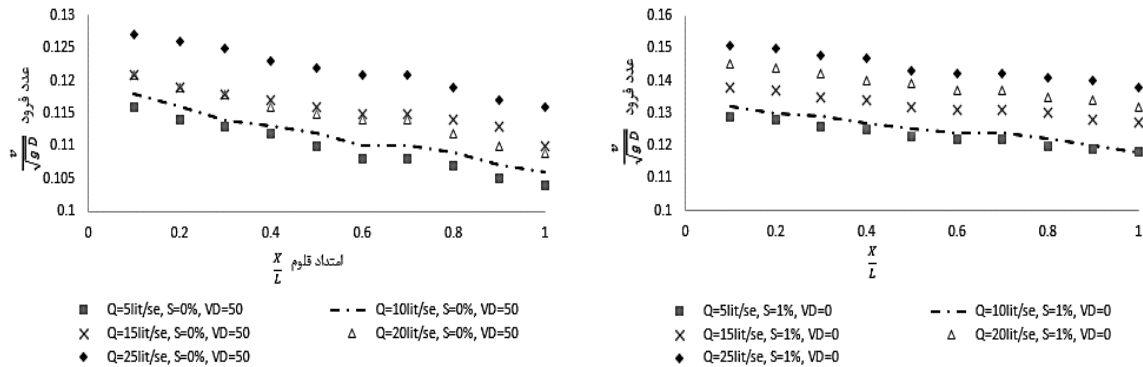 0.13
0.125
0.12
0.115
0.11
0.105
0.1
عدد فرود
v
√g D
0
0.2
0.4
0.6
0.8
1
امتداد قلوم X
L
Q=5lit/se, S=0%, VD=50
Q=10lit/se, S=0%, VD=50
Q=15lit/se, S=0%, VD=50
Q=20lit/se, S=0%, VD=50
Q=25lit/se, S=0%, VD=50
0.16
0.15
0.14
0.13
0.12
0.11
0.1
عدد فرود
v
√g D
0
0.2
0.4
0.6
0.8
1
X
L
Q=5lit/se, S=1%, VD=0
Q=10lit/se, S=1%, VD=0
Q=15lit/se, S=1%, VD=0
Q=20lit/se, S=1%, VD=0
Q=25lit/se, S=1%, VD=0